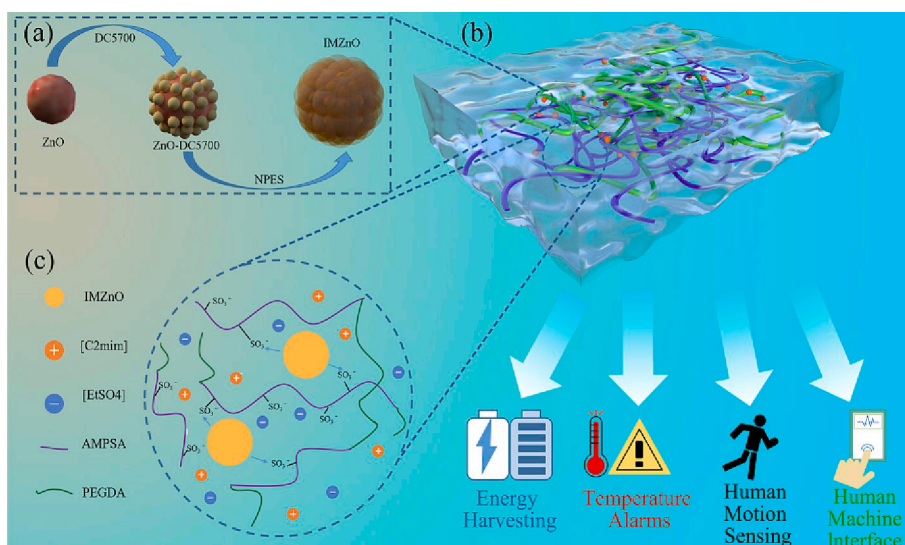 (a)
DC5700
IMZnO
ZnO
ZnO-DC5700
NPES
(b)
(c)
IMZnO
+
[C2mim]
−
[EtSO4]
AMPSA
PEGDA
SO₃⁻
SO₃⁻
SO₃⁻
SO₃⁻
SO₃⁻
SO₃⁻
SO₃⁻
SO₃⁻
SO₃⁻
SO₃⁻
Energy
Harvesting
Temperature
Alarms
Human
Motion
Sensing
Human
Machine
Interface